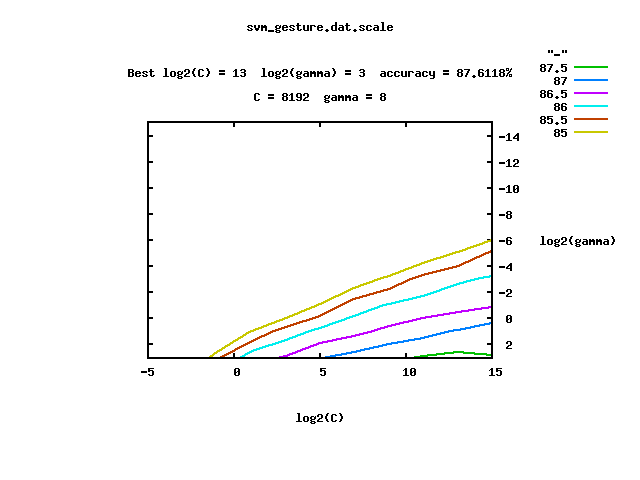 svm_gesture.dat.scale
Best log2(C) = 13  log2(gamma) = 3  accuracy = 87.6118%
C = 8192  gamma = 8
"-"
87.5
87
86.5
86
85.5
85
-14
-12
-10
-8
-6
-4
-2
0
2
log2(gamma)
-5 0 5 10 15
log2(C)